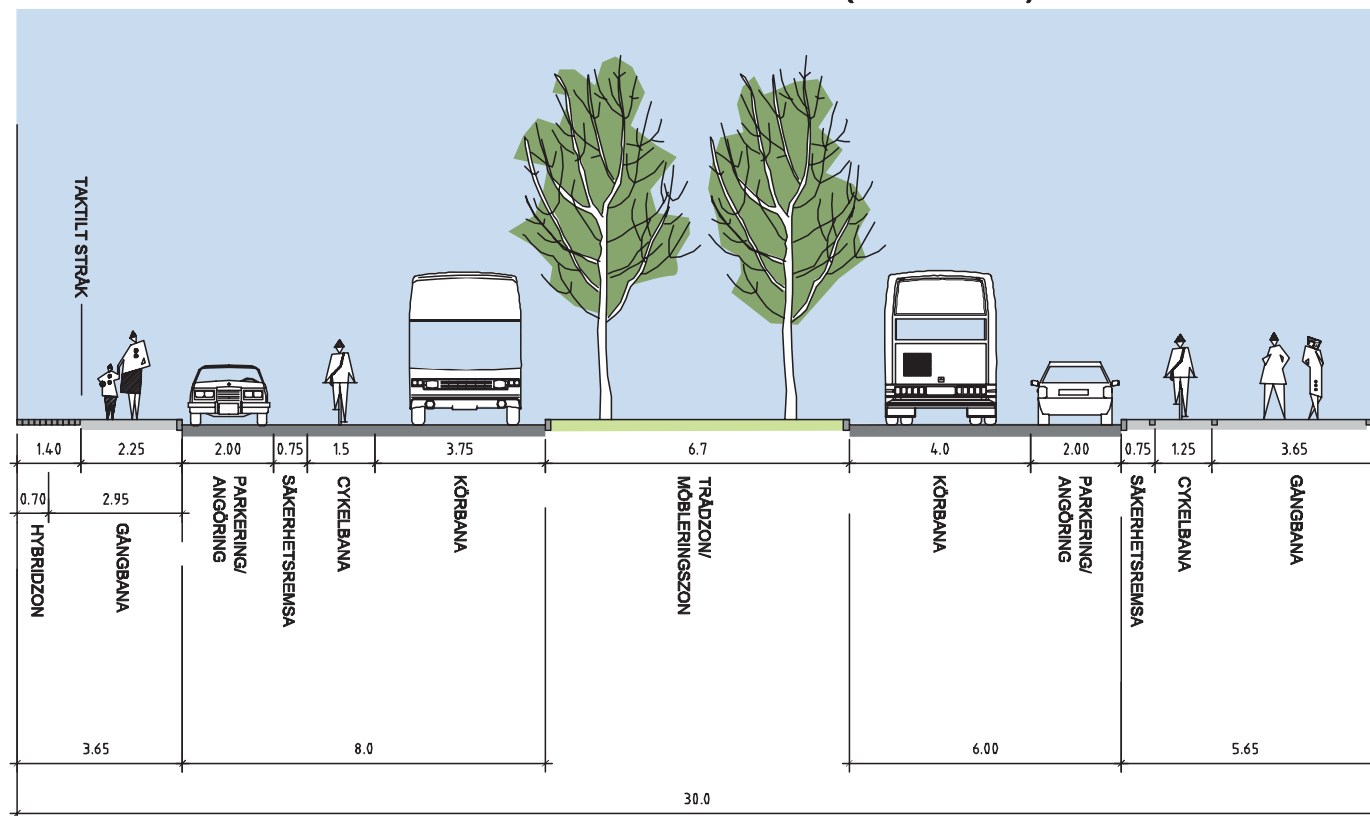 TAKTILT STRÅK
1.40 2.25 2.00 0.75 1.5 3.75 6.7 4.0 2.00 0.75 1.25 3.65
0.70 2.95
HYBRIDZON
GÅNGBANA
PARKERING/
ANGÖRING
SÄKERHETSREMSA
CYKELBANA
KÖRBANA
TRÄDZON/
MÖBLERINGSZON
KÖRBANA
PARKERING/
ANGÖRING
SÄKERHETSREMSA
CYKELBANA
GÅNGBANA
3.65 8.0 6.00 5.65
30.0